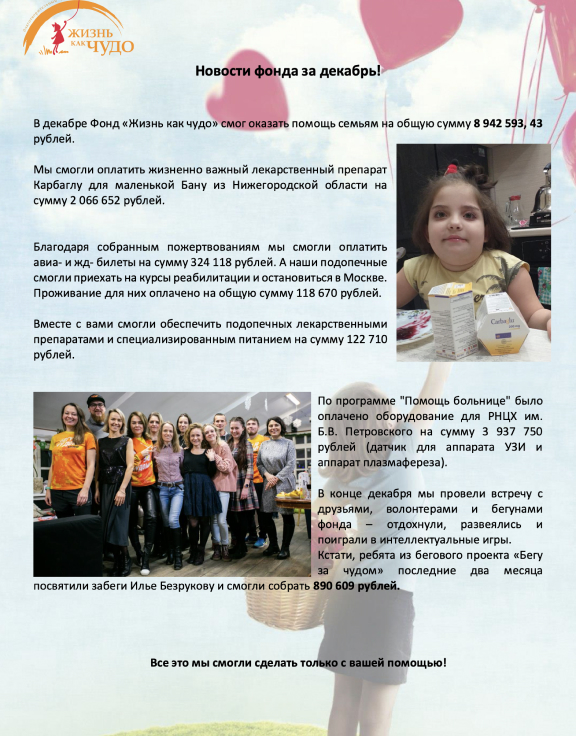 ЖИЗНЬ
КАК ЧУДО
Новости фонда за декабрь!
В декабре Фонд «Жизнь как чудо» смог оказать помощь семьям на общую сумму 8 942 593, 43
рублей.
Мы смогли оплатить жизненно важный лекарственный препарат
Карбаглу для маленькой Бану из Нижегородской области на
сумму 2 066 652 рублей.
Благодаря собранным пожертвованиям мы смогли оплатить
авиа- и жд- билеты на сумму 324 118 рублей. А наши подопечные
смогли приехать на курсы реабилитации и остановиться в Москве.
Проживание для них оплачено на общую сумму 118 670 рублей.
Вместе с вами смогли обеспечить подопечных лекарственными
препаратами и специализированным питанием на сумму 122 710
рублей.
По программе "Помощь больнице" было
оплачено оборудование для РНЦХ им.
Б.В. Петровского на сумму 3 937 750
рублей (датчик для аппарата УЗИ и
аппарат плазмафереза).
В конце декабря мы провели встречу с
друзьями, волонтерами и бегунами
фонда – отдохнули, развеялись и
поиграли в интеллектуальные игры.
Кстати, ребята из бегового проекта «Бегу
за чудом» последние два месяца
посвятили забеги Илье Безрукову и смогли собрать 890 609 рублей.
Все это мы смогли сделать только с вашей помощью!